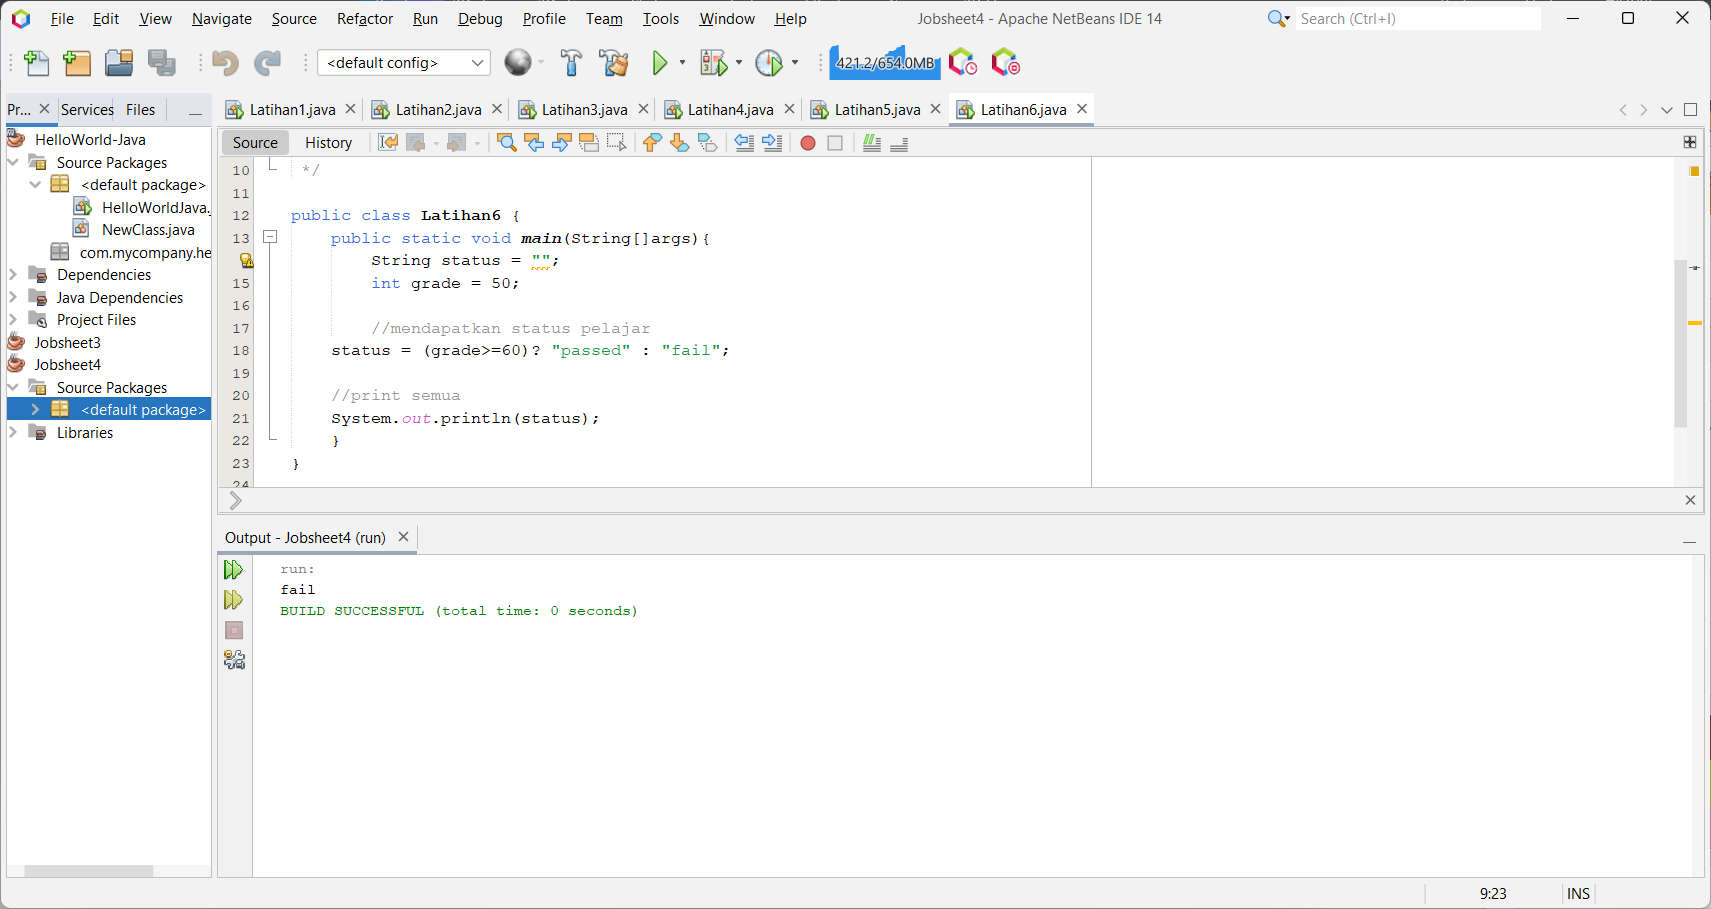 File Edit View Navigate Source Refactor Run Debug Profile Team Tools Window Help Jobsheet4 - Apache NetBeans IDE 14 Search (Ctrl+I)
<default config> 421.2/654.0MB
Pr... Services Files Latihan1.java Latihan2.java Latihan3.java Latihan4.java Latihan5.java Latihan6.java
HelloWorld-Java
Source Packages
<default package>
HelloWorldJava.
NewClass.java
com.mycompany.he
Dependencies
Java Dependencies
Project Files
Jobsheet3
Jobsheet4
Source Packages
<default package>
Libraries
Source History
10 */
11
12 public class Latihan6 {
13 public static void main(String[]args){
String status = "";
15 int grade = 50;
16
17 //mendapatkan status pelajar
18 status = (grade>=60)? "passed" : "fail";
19
20 //print semua
21 System.out.println(status);
22 }
23 }
24
Output - Jobsheet4 (run)
run:
fail
BUILD SUCCESSFUL (total time: 0 seconds)
9:23 INS